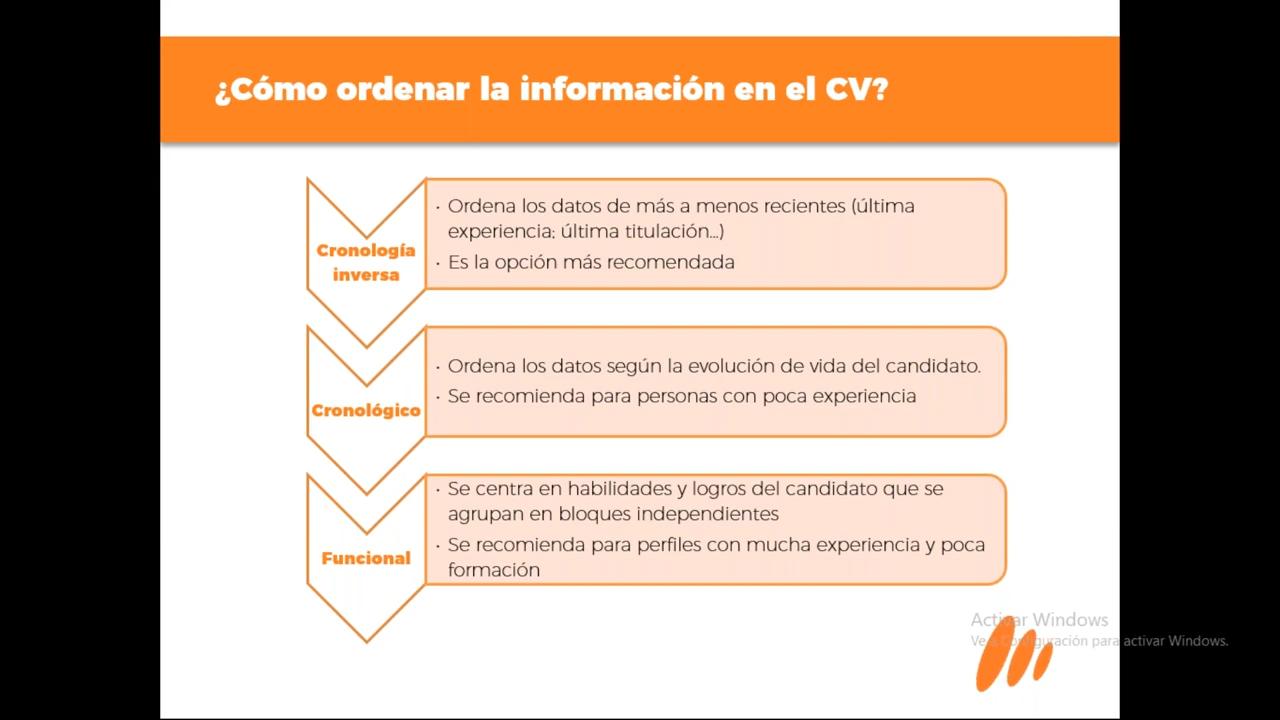 ¿Cómo ordenar la información en el CV?
Cronología
inversa
· Ordena los datos de más a menos recientes (última
experiencia; última titulación...)
· Es la opción más recomendada
Cronológico
· Ordena los datos según la evolución de vida del candidato.
· Se recomienda para personas con poca experiencia
Funcional
· Se centra en habilidades y logros del candidato que se
agrupan en bloques independientes
· Se recomienda para perfiles con mucha experiencia y poca
formación
Activar Windows
Ve a Configuración para activar Windows.